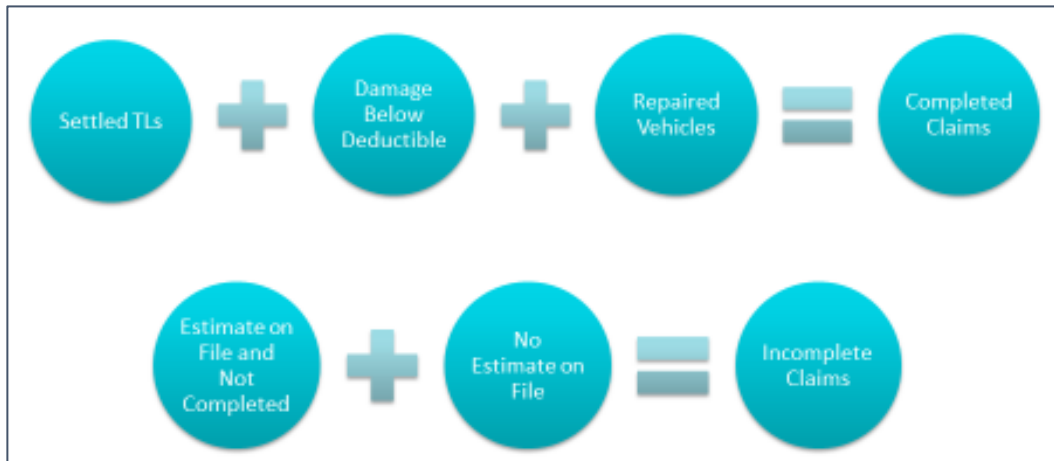 Settled TLs
Damage
Below
Deductible
Repaired
Vehicles
Completed
Claims
Estimate on
File and
Not
Completed
No
Estimate on
File
Incomplete
Claims